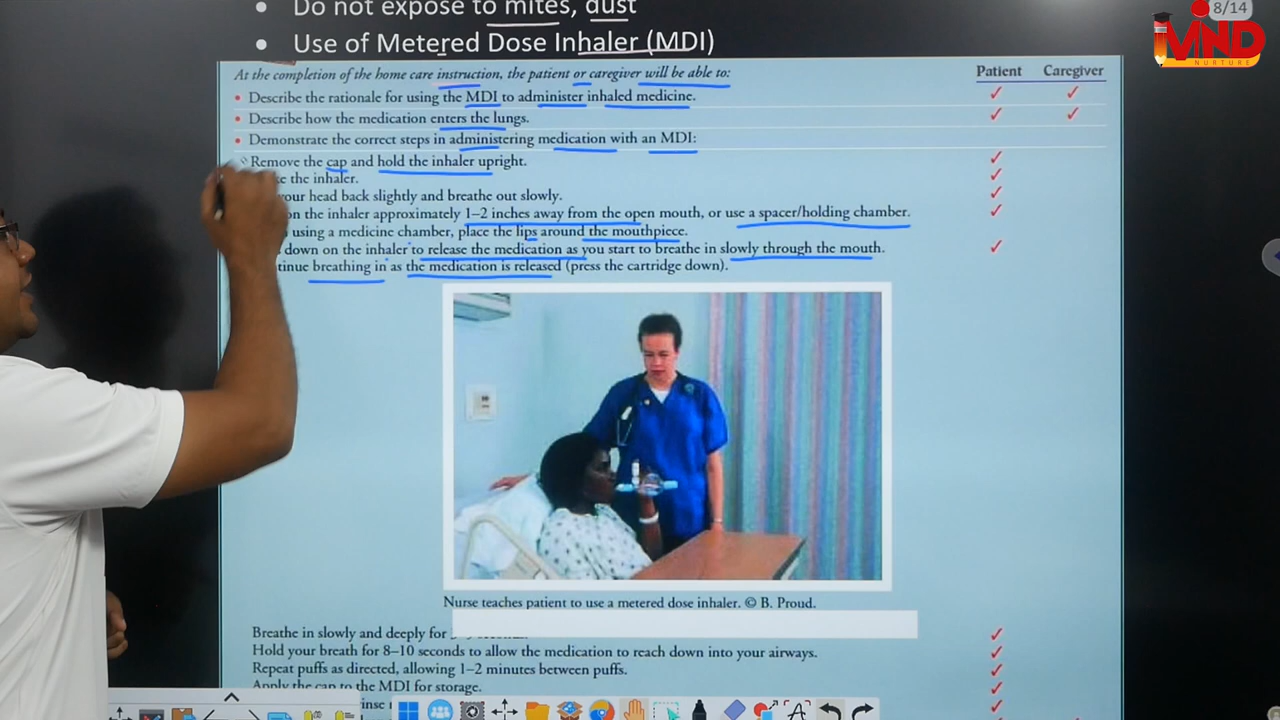 8/14
MIND
NURTURE
• Do not expose to mites, dust
• Use of Metered Dose Inhaler (MDI)
At the completion of the home care instruction, the patient or caregiver will be able to: Patient Caregiver
• Describe the rationale for using the MDI to administer inhaled medicine. ✓ ✓
• Describe how the medication enters the lungs. ✓ ✓
• Demonstrate the correct steps in administering medication with an MDI:
Remove the cap and hold the inhaler upright. ✓
the inhaler. ✓
your head back slightly and breathe out slowly. ✓
on the inhaler approximately 1–2 inches away from the open mouth, or use a spacer/holding chamber. ✓
using a medicine chamber, place the lips around the mouthpiece.
down on the inhaler to release the medication as you start to breathe in slowly through the mouth. ✓
breathing in as the medication is released (press the cartridge down).
Nurse teaches patient to use a metered dose inhaler. © B. Proud.
Breathe in slowly and deeply for ✓
Hold your breath for 8–10 seconds to allow the medication to reach down into your airways. ✓
Repeat puffs as directed, allowing 1–2 minutes between puffs. ✓
Apply the cap to the MDI for storage. ✓